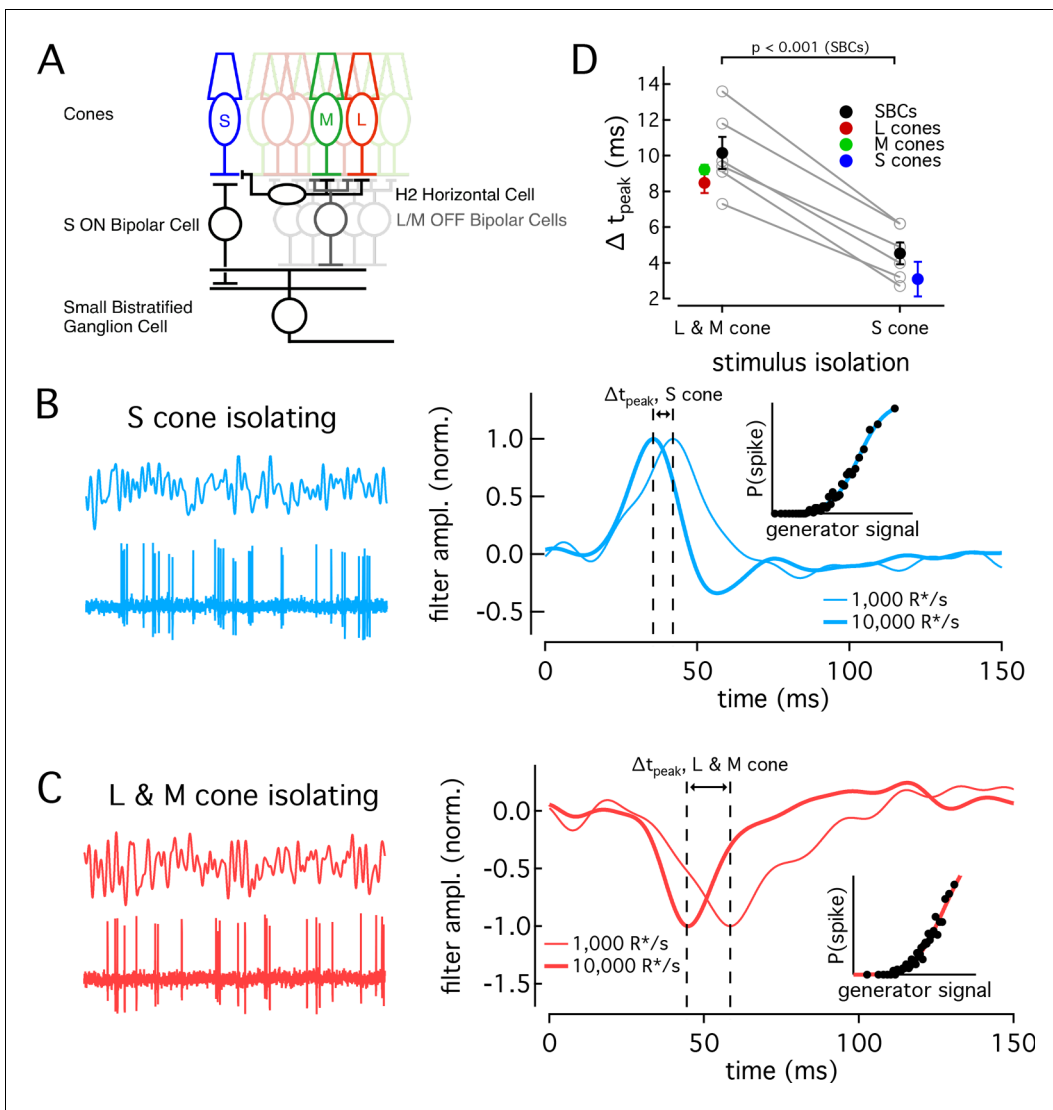 A
Cones
S
M
L
H2 Horizontal Cell
S ON Bipolar Cell
L/M OFF Bipolar Cells
Small Bistratified
Ganglion Cell
D
p < 0.001 (SBCs)
14
12
10
8
6
4
2
Δ tpeak (ms)
SBCs
L cones
M cones
S cones
L & M cone
S cone
stimulus isolation
B
S cone isolating
Δtpeak, S cone
1.0
0.5
0.0
-0.5
filter ampl. (norm.)
P(spike)
generator signal
1,000 R*/s
10,000 R*/s
0
50
100
150
time (ms)
C
L & M cone isolating
Δtpeak, L & M cone
0.0
-0.5
-1.0
-1.5
filter ampl. (norm.)
1,000 R*/s
10,000 R*/s
P(spike)
generator signal
0
50
100
150
time (ms)